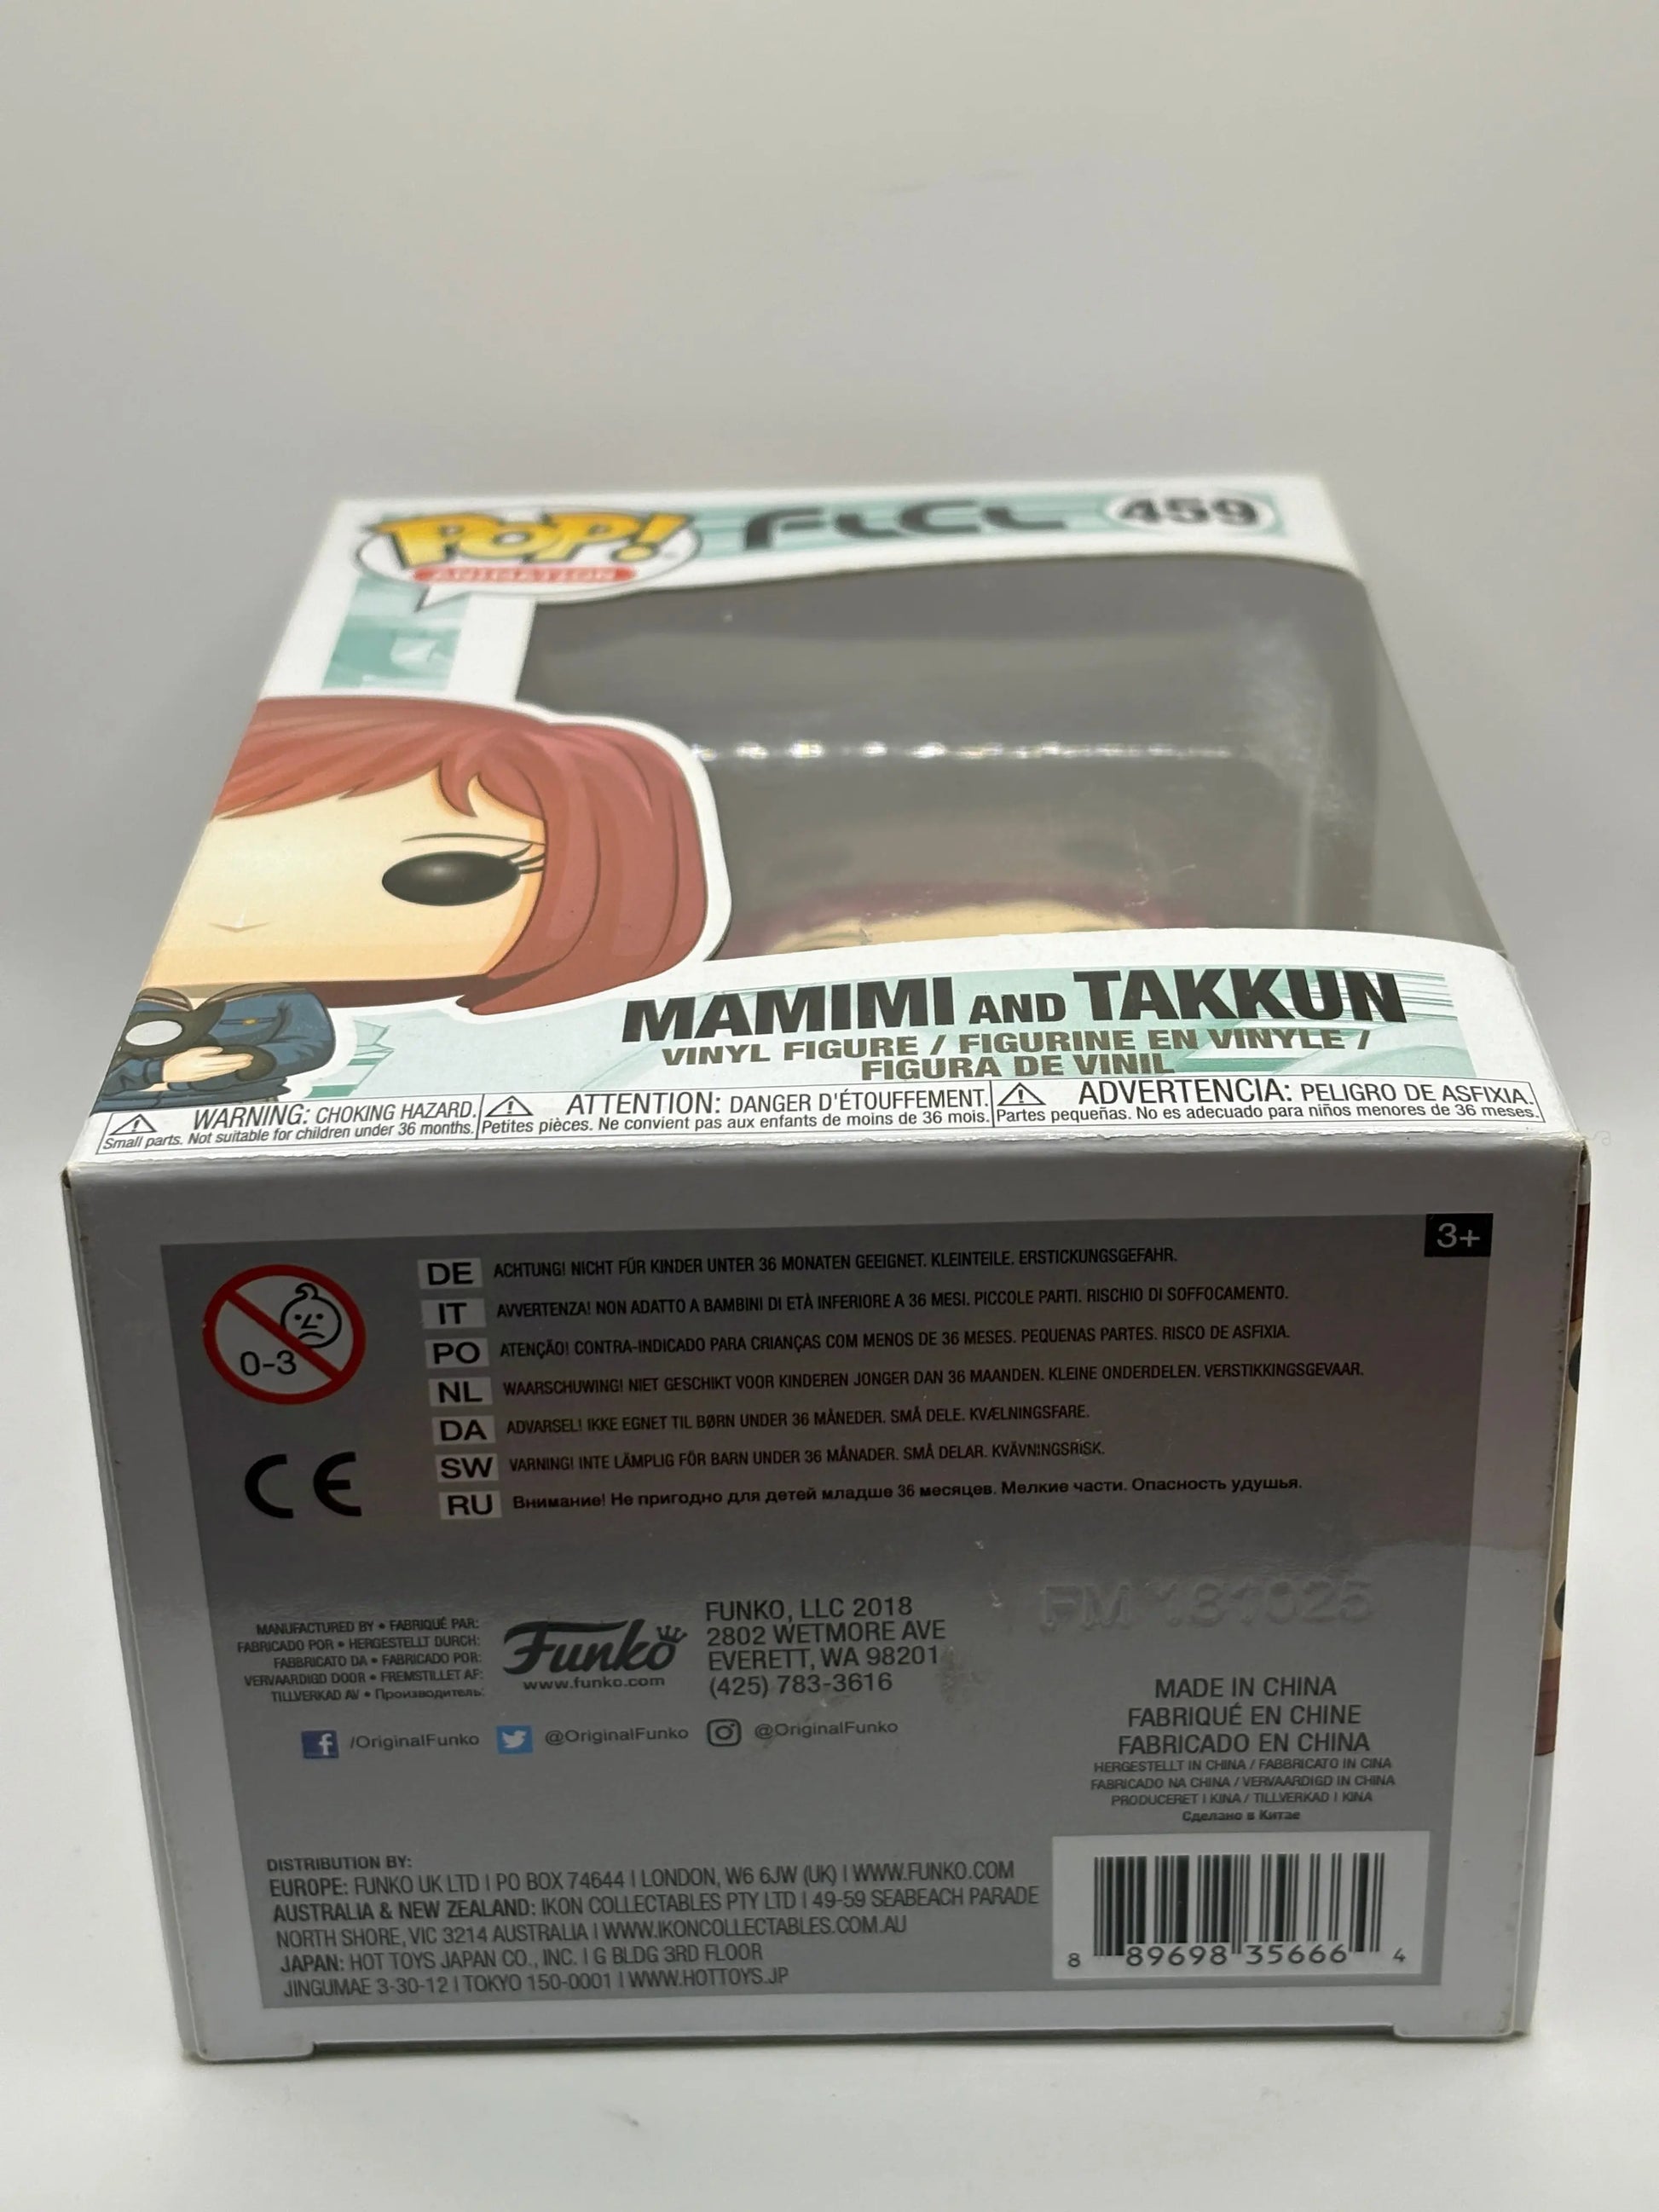 POP! FLCL 459
ANIMATION
MAMIMI AND TAKKUN
VINYL FIGURE / FIGURINE EN VINYLE /
FIGURA DE VINIL
WARNING: CHOKING HAZARD.
Small parts. Not suitable for children under 36 months.
ATTENTION: DANGER D'ÉTOUFFEMENT.
Petites pièces. Ne convient pas aux enfants de moins de 36 mois.
ADVERTENCIA: PELIGRO DE ASFIXIA.
Partes pequeñas. No es adecuado para niños menores de 36 meses.
3+
0-3
DE ACHTUNG! NICHT FÜR KINDER UNTER 36 MONATEN GEEIGNET. KLEINTEILE. ERSTICKUNGSGEFAHR.
IT AVVERTENZA! NON ADATTO A BAMBINI DI ETÀ INFERIORE A 36 MESI. PICCOLE PARTI. RISCHIO DI SOFFOCAMENTO.
PO ATENÇÃO! CONTRA-INDICADO PARA CRIANÇAS COM MENOS DE 36 MESES. PEQUENAS PARTES. RISCO DE ASFIXIA.
NL WAARSCHUWING! NIET GESCHIKT VOOR KINDEREN JONGER DAN 36 MAANDEN. KLEINE ONDERDELEN. VERSTIKKINGSGEVAAR.
DA ADVARSEL! IKKE EGNET TIL BØRN UNDER 36 MÅNEDER. SMÅ DELE. KVÆLNINGSFARE.
SW VARNING! INTE LÄMPLIG FÖR BARN UNDER 36 MÅNADER. SMÅ DELAR. KVÄVNINGSRISK.
RU Внимание! Не пригодно для детей младше 36 месяцев. Мелкие части. Опасность удушья.
CE
MANUFACTURED BY • FABRIQUÉ PAR:
FABRICADO POR • HERGESTELLT DURCH:
FABBRICATO DA • FABRICADO POR:
VERVAARDIGD DOOR • FREMSTILLET AF:
TILLVERKAD AV • Производитель:
Funko
www.funko.com
FUNKO, LLC 2018
2802 WETMORE AVE
EVERETT, WA 98201
(425) 783-3616
/OriginalFunko @OriginalFunko @OriginalFunko
FM 181025
MADE IN CHINA
FABRIQUÉ EN CHINE
FABRICADO EN CHINA
HERGESTELLT IN CHINA / FABBRICATO IN CINA
FABRICADO NA CHINA / VERVAARDIGD IN CHINA
PRODUCERET I KINA / TILLVERKAD I KINA
Сделано в Китае
DISTRIBUTION BY:
EUROPE: FUNKO UK LTD | PO BOX 74644 | LONDON, W6 6JW (UK) | WWW.FUNKO.COM
AUSTRALIA & NEW ZEALAND: IKON COLLECTABLES PTY LTD | 49-59 SEABEACH PARADE
NORTH SHORE, VIC 3214 AUSTRALIA | WWW.IKONCOLLECTABLES.COM.AU
JAPAN: HOT TOYS JAPAN CO., INC. | G BLDG 3RD FLOOR
JINGUMAE 3-30-12 | TOKYO 150-0001 | WWW.HOTTOYS.JP
8 89698 35666 4